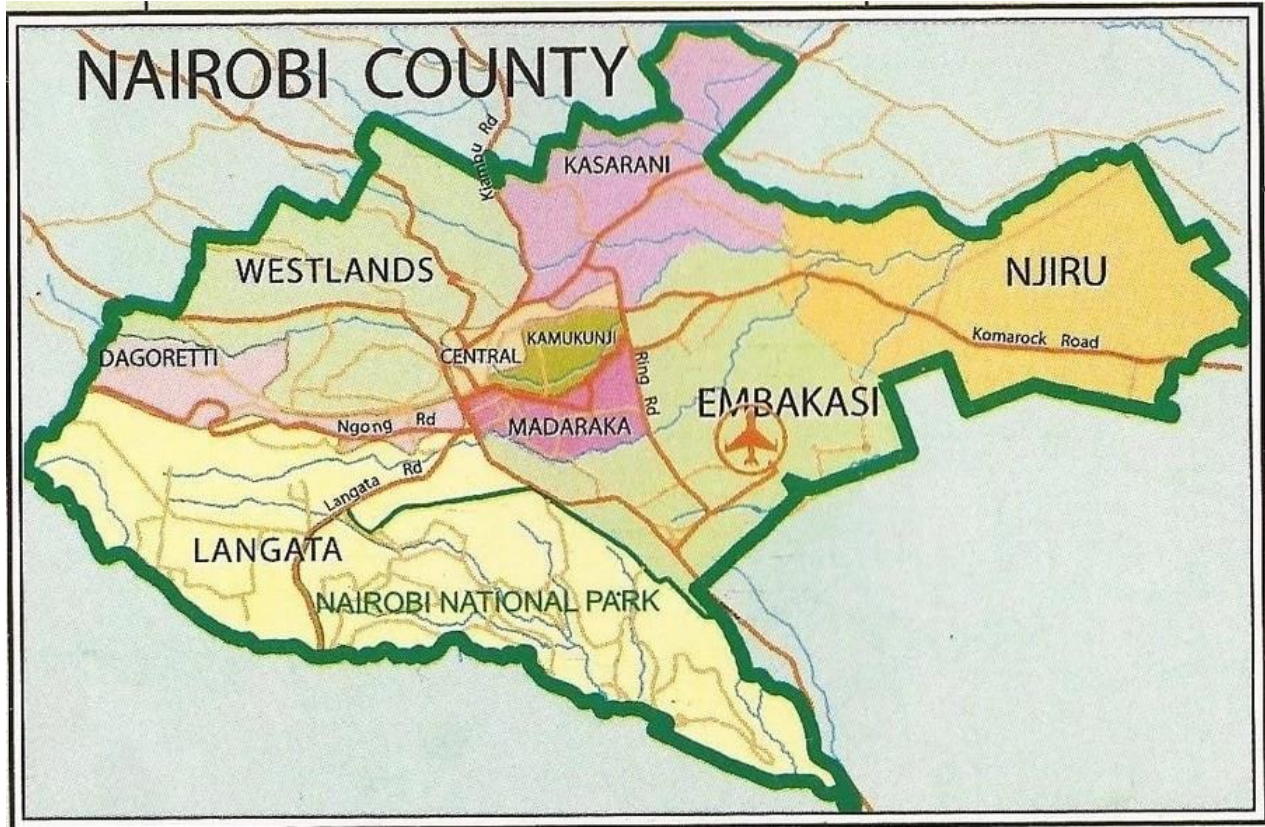 NAIROBI COUNTY
Kiambu Rd
KASARANI
WESTLANDS
NJIRU
KAMUKUNJI
Komarock Road
DAGORETTI
CENTRAL
Ring Rd
EMBAKASI
Ngong Rd
MADARAKA
Langata Rd
LANGATA
NAIROBI NATIONAL PARK